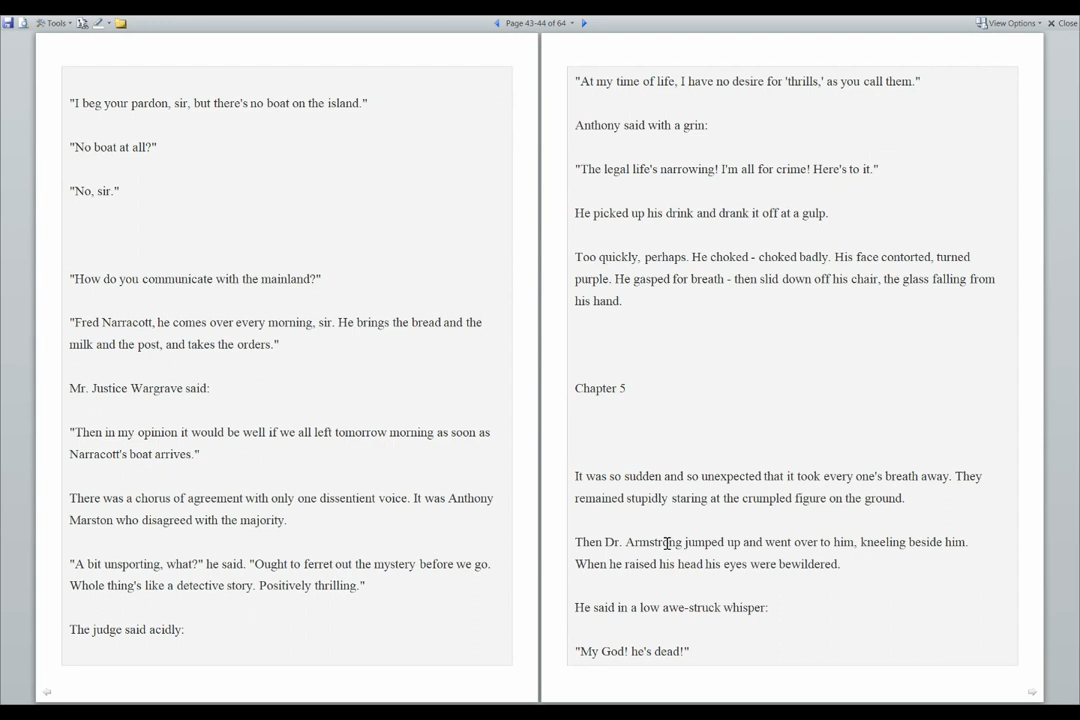 Tools
Page 43-44 of 64
View Options
Close
"I beg your pardon, sir, but there's no boat on the island."
"No boat at all?"
"No, sir."
"How do you communicate with the mainland?"
"Fred Narracott, he comes over every morning, sir. He brings the bread and the
milk and the post, and takes the orders."
Mr. Justice Wargrave said:
"Then in my opinion it would be well if we all left tomorrow morning as soon as
Narracott's boat arrives."
There was a chorus of agreement with only one dissentient voice. It was Anthony
Marston who disagreed with the majority.
"A bit unsporting, what?" he said. "Ought to ferret out the mystery before we go.
Whole thing's like a detective story. Positively thrilling."
The judge said acidly:
"At my time of life, I have no desire for 'thrills,' as you call them."
Anthony said with a grin:
"The legal life's narrowing! I'm all for crime! Here's to it."
He picked up his drink and drank it off at a gulp.
Too quickly, perhaps. He choked - choked badly. His face contorted, turned
purple. He gasped for breath - then slid down off his chair, the glass falling from
his hand.
Chapter 5
It was so sudden and so unexpected that it took every one's breath away. They
remained stupidly staring at the crumpled figure on the ground.
Then Dr. Armstrong jumped up and went over to him, kneeling beside him.
When he raised his head his eyes were bewildered.
He said in a low awe-struck whisper:
"My God! he's dead!"